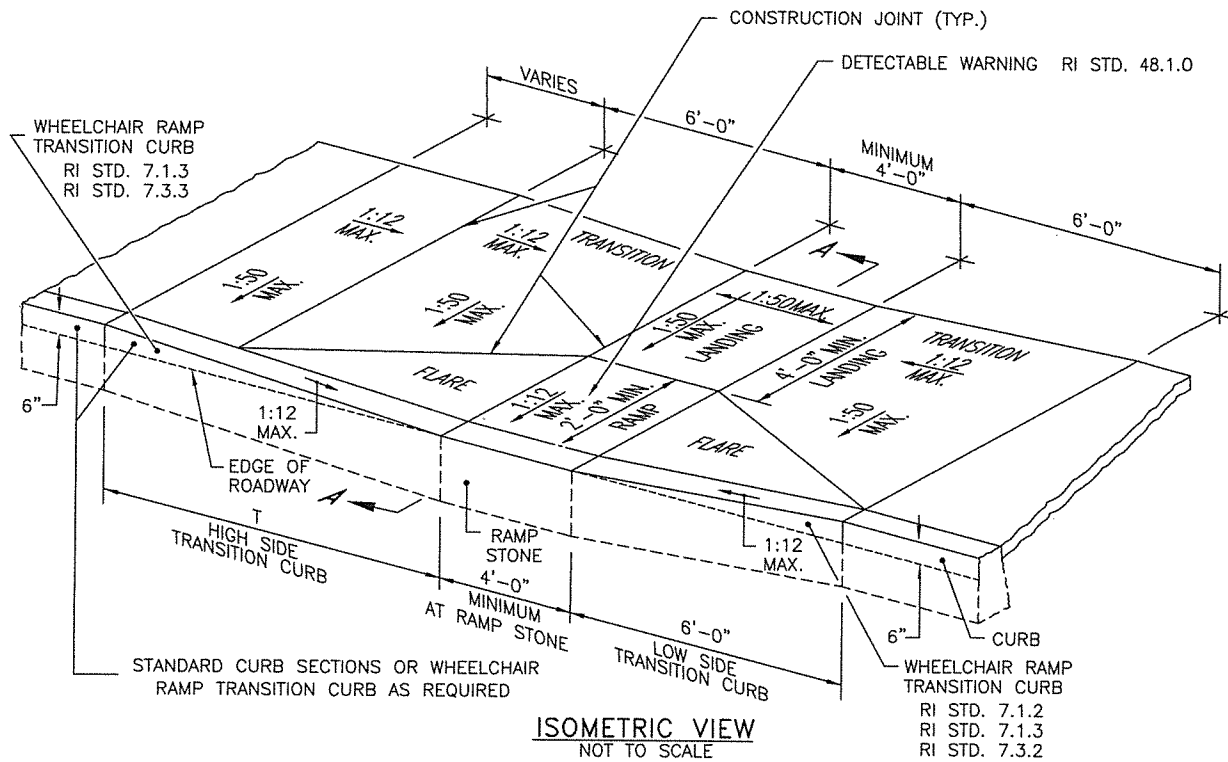 CONSTRUCTION JOINT (TYP.)
DETECTABLE WARNING RI STD. 48.1.0
VARIES
6'-0"
MINIMUM
4'-0"
6'-0"
WHEELCHAIR RAMP
TRANSITION CURB
RI STD. 7.1.3
RI STD. 7.3.3
1:12
MAX.
1:50
MAX.
1:12
MAX.
TRANSITION
1:50
MAX.
A
1:50 MAX.
1:50
MAX.
LANDING
4'-0" MIN.
LANDING
TRANSITION
1:12
MAX.
1:50
MAX.
FLARE
1:12
MAX.
2'-0" MIN.
RAMP
FLARE
6"
1:12
MAX.
EDGE OF
ROADWAY
A
T
HIGH SIDE
TRANSITION CURB
RAMP
STONE
4'-0"
MINIMUM
AT RAMP STONE
1:12
MAX.
6'-0"
LOW SIDE
TRANSITION CURB
6"
CURB
WHEELCHAIR RAMP
TRANSITION CURB
RI STD. 7.1.2
RI STD. 7.1.3
RI STD. 7.3.2
STANDARD CURB SECTIONS OR WHEELCHAIR
RAMP TRANSITION CURB AS REQUIRED
ISOMETRIC VIEW
NOT TO SCALE